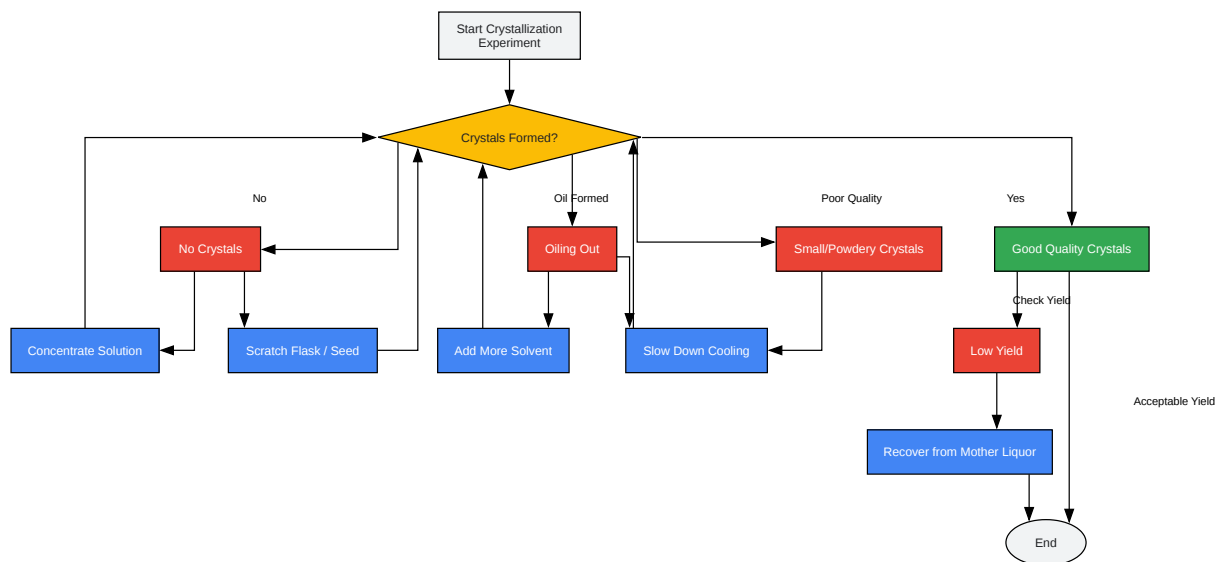 Start Crystallization
Experiment
Crystals Formed?
No
Oil Formed
Poor Quality
Yes
No Crystals
Oiling Out
Small/Powdery Crystals
Good Quality Crystals
Check Yield
Concentrate Solution
Scratch Flask / Seed
Add More Solvent
Slow Down Cooling
Low Yield
Acceptable Yield
Recover from Mother Liquor
End